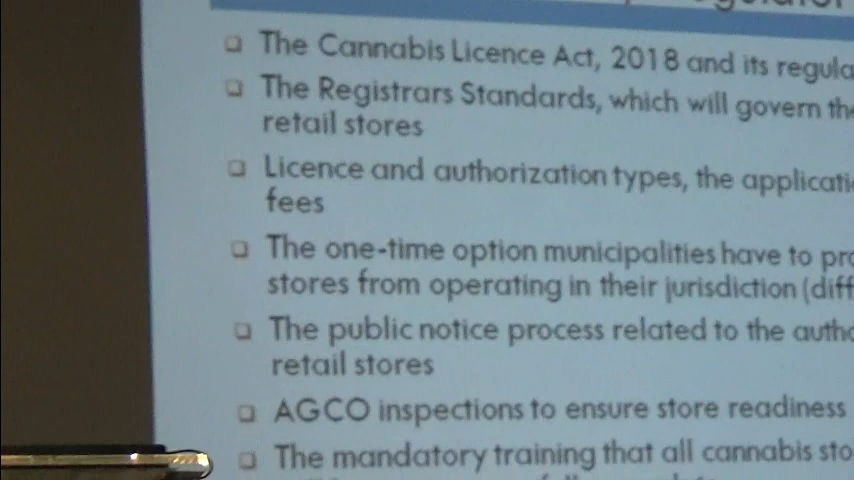 The Cannabis Licence Act, 2018 and its regula
The Registrars Standards, which will govern the
retail stores
Licence and authorization types, the applicati
fees
The one-time option municipalities have to pro
stores from operating in their jurisdiction (diff
The public notice process related to the autho
retail stores
AGCO inspections to ensure store readiness
The mandatory training that all cannabis sto